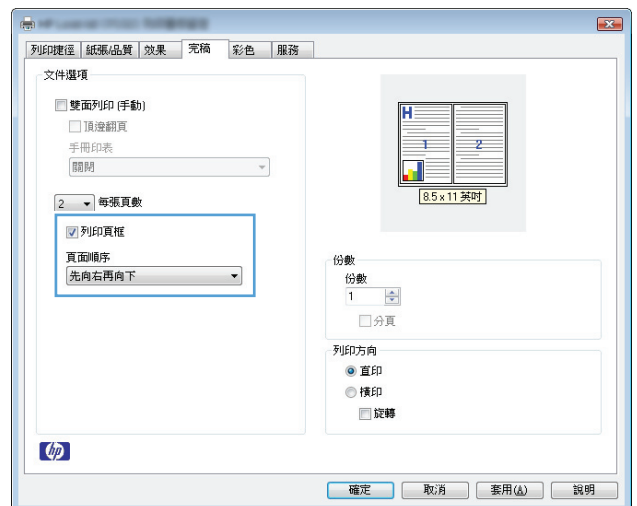 列印捷徑 紙張/品質 效果 完稿 彩色 服務
文件選項
雙面列印 (手動)
頂邊翻頁
手冊印表
關閉
2 每張頁數
列印頁框
頁面順序
先向右再向下
H
1 2
8.5 x 11 英吋
份數
份數
1
分頁
列印方向
直印
橫印
旋轉
hp
確定 取消 套用(A) 說明